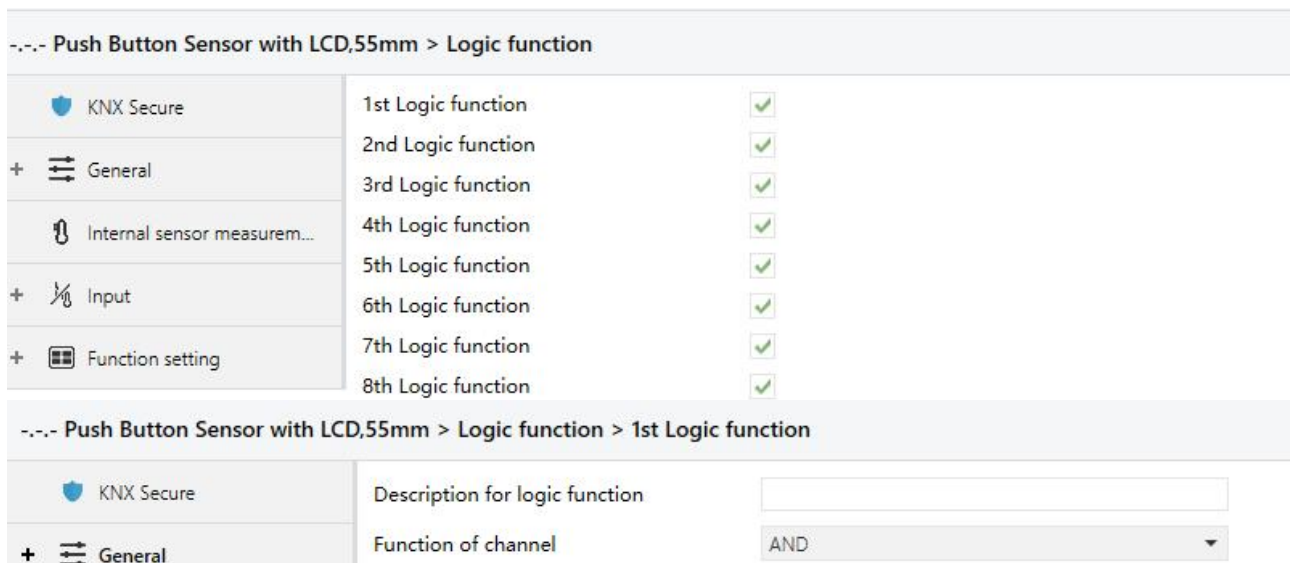 -.-.- Push Button Sensor with LCD,55mm > Logic function
KNX Secure
1st Logic function
2nd Logic function
+ General
3rd Logic function
Internal sensor measurem...
4th Logic function
5th Logic function
+ Input
6th Logic function
7th Logic function
+ Function setting
8th Logic function
-.-.- Push Button Sensor with LCD,55mm > Logic function > 1st Logic function
KNX Secure
Description for logic function
+ General
Function of channel AND